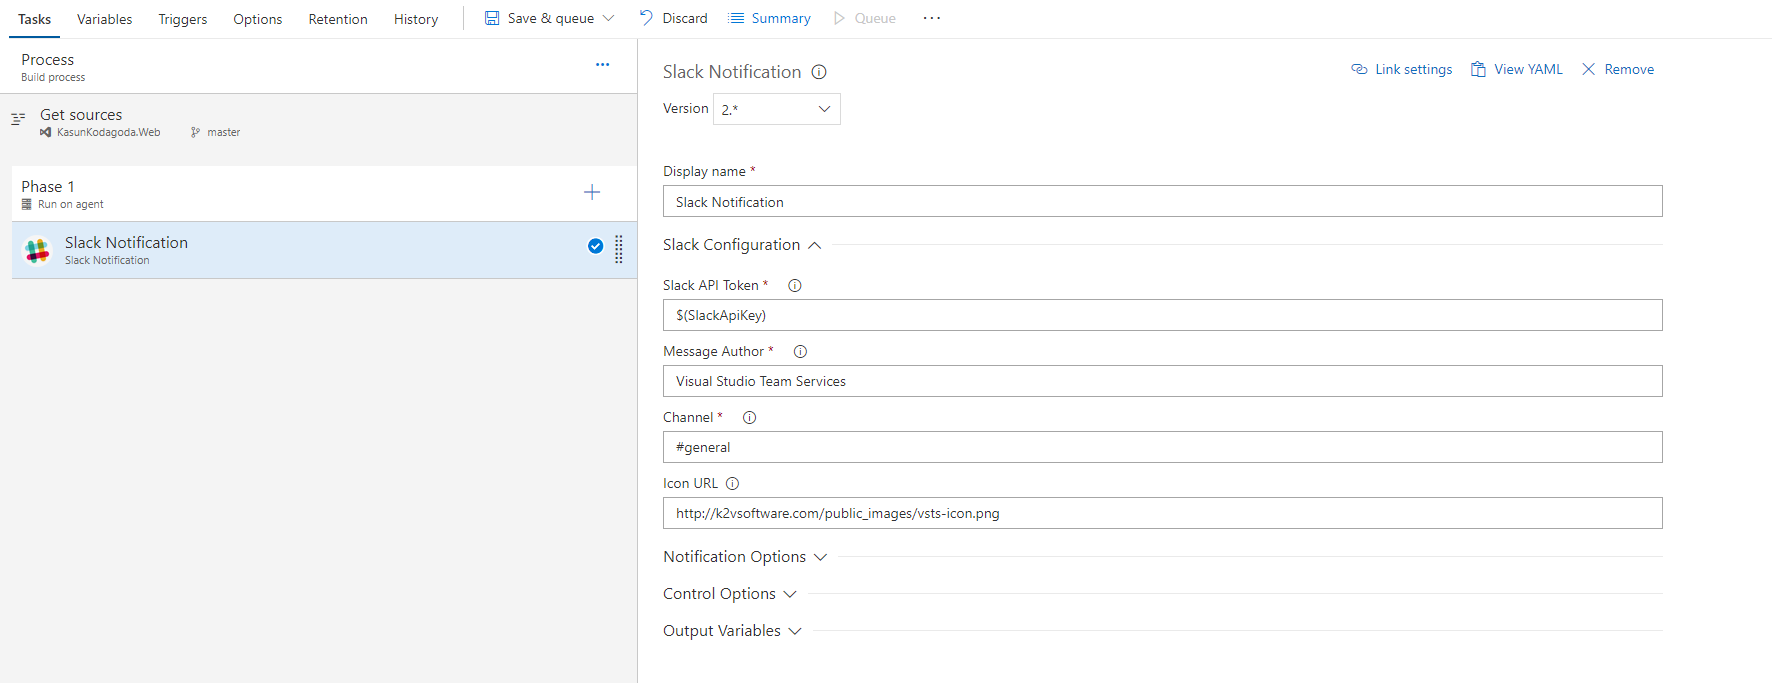 Tasks Variables Triggers Options Retention History Save & queue Discard Summary Queue ...
Process
Build process
...
Get sources
KasunKodagoda.Web master
Phase 1
Run on agent
Slack Notification
Slack Notification
Slack Notification
Link settings View YAML Remove
Version 2.*
Display name *
Slack Notification
Slack Configuration
Slack API Token *
$(SlackApiKey)
Message Author *
Visual Studio Team Services
Channel *
#general
Icon URL
http://k2vsoftware.com/public_images/vsts-icon.png
Notification Options
Control Options
Output Variables